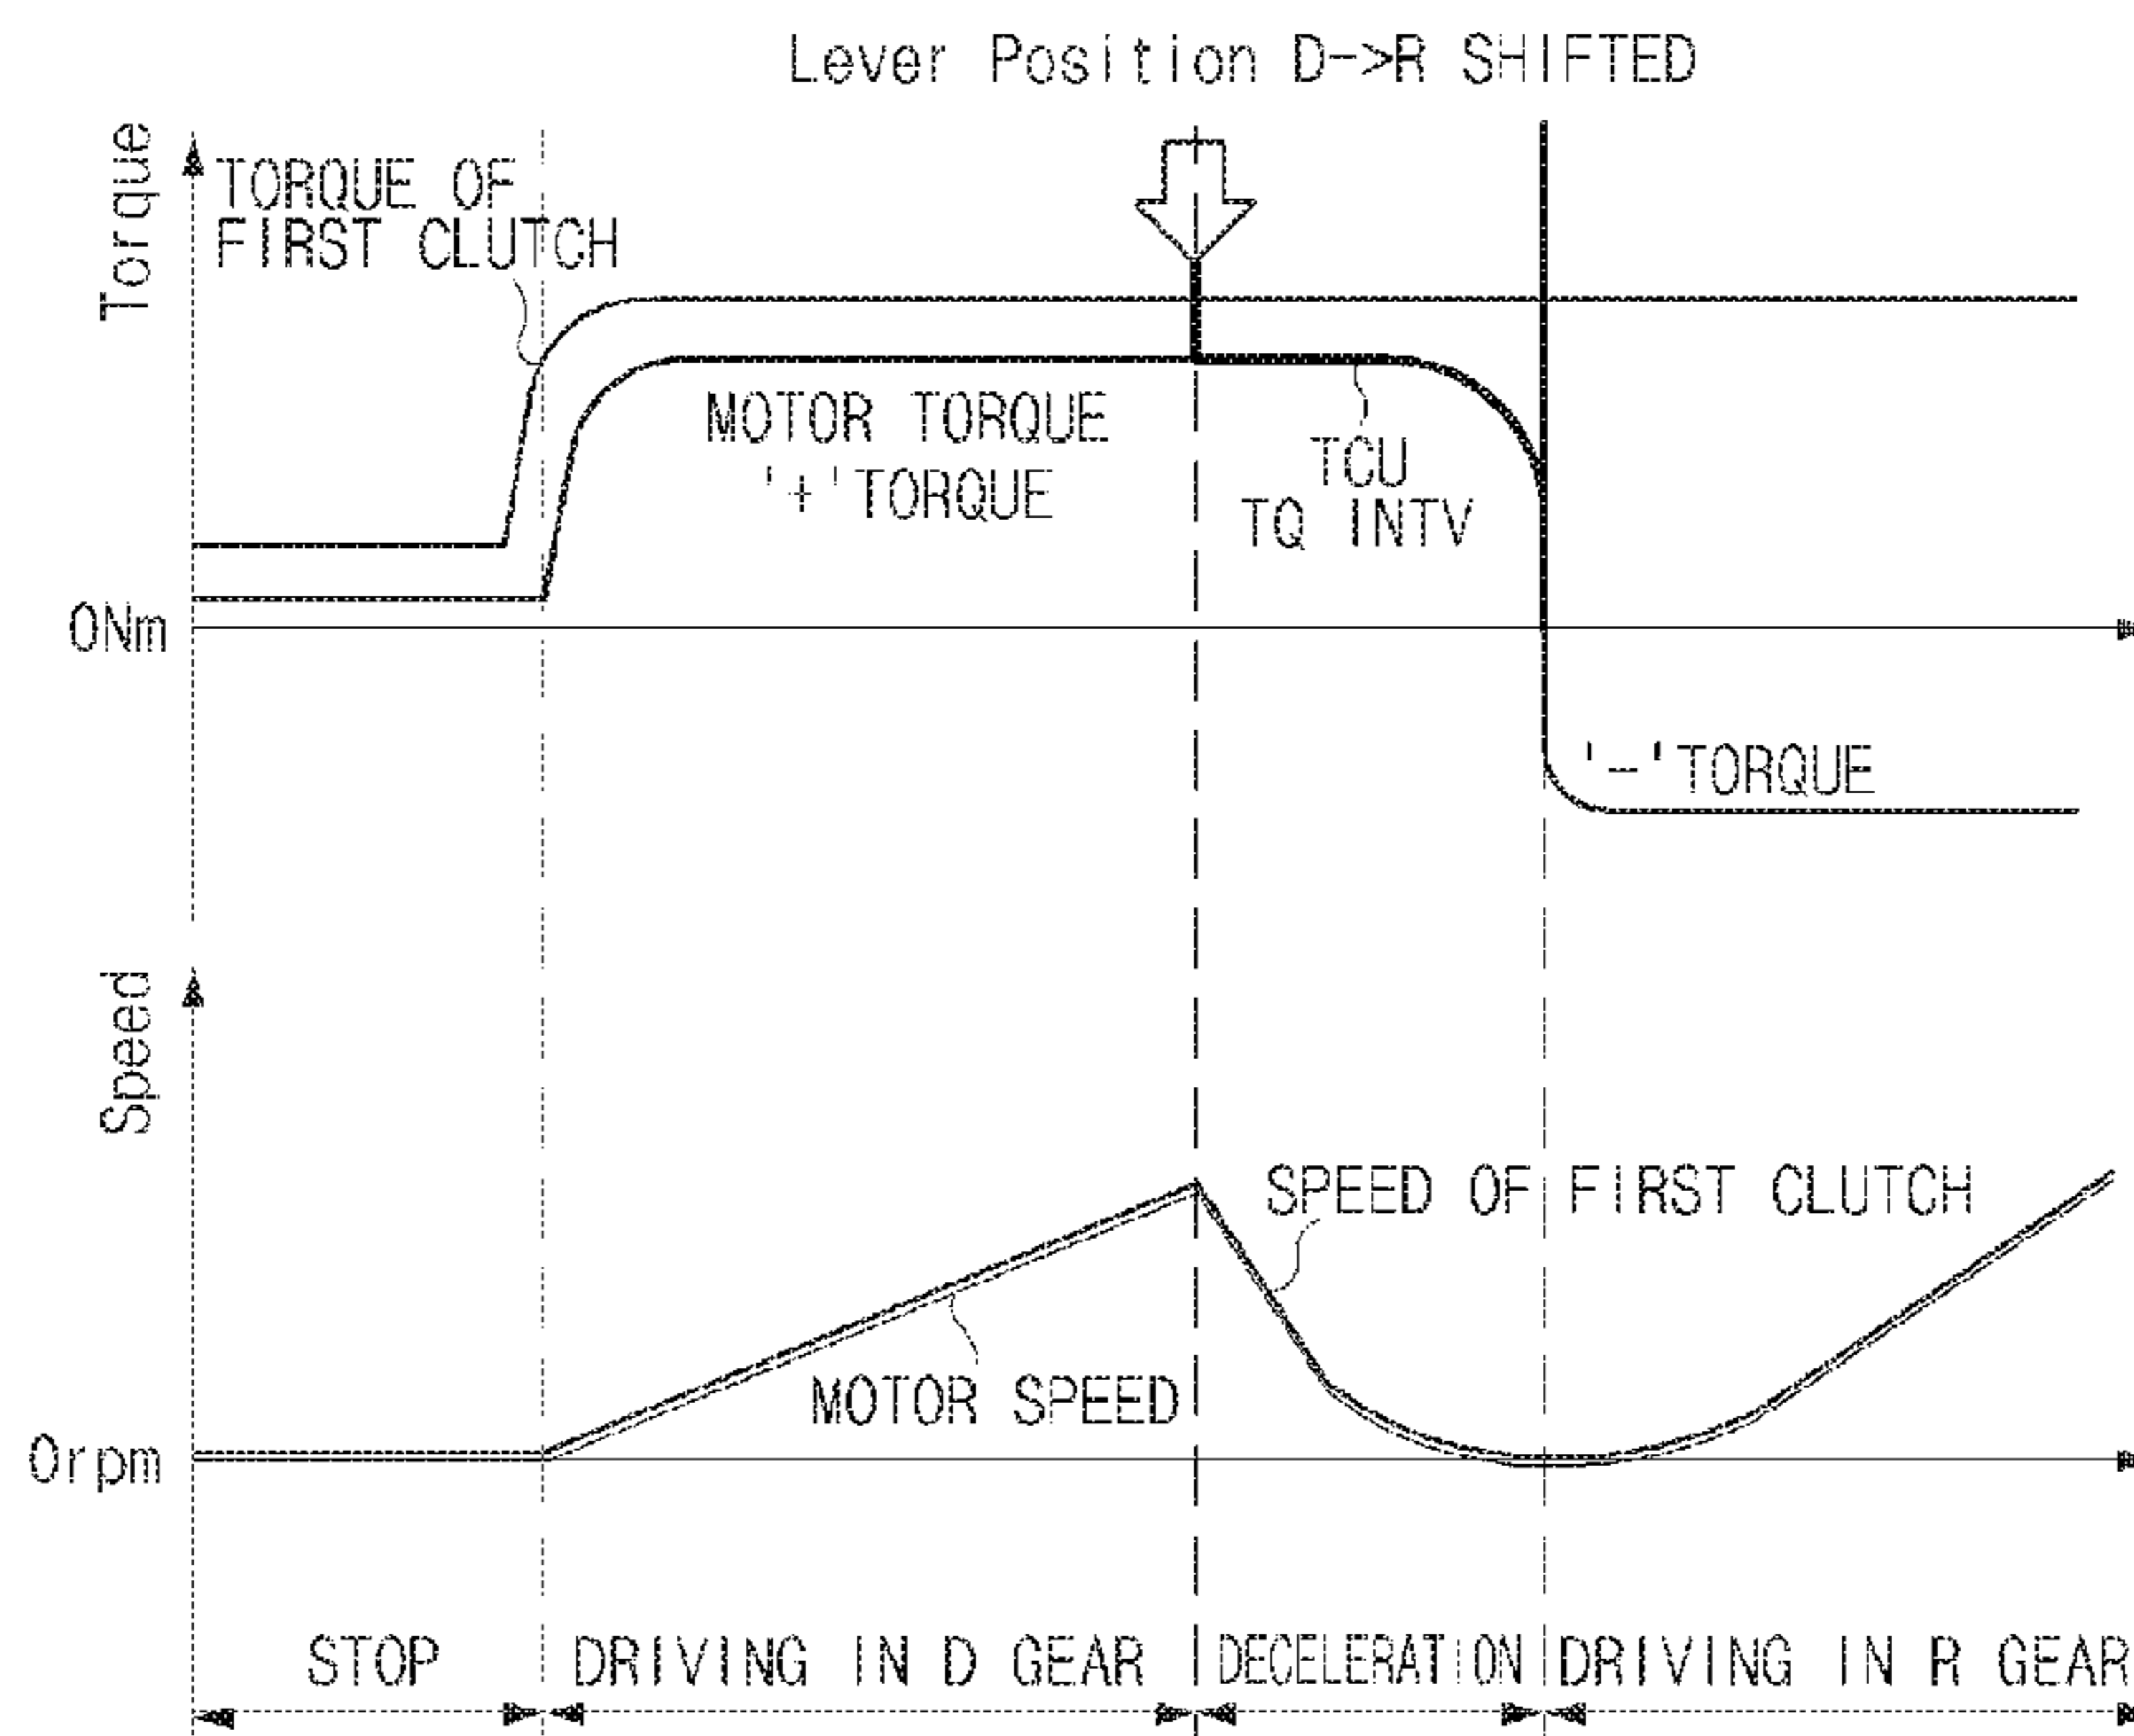 Lever Position D->R SHIFTED
Torque
TORQUE OF
FIRST CLUTCH
MOTOR TORQUE
'+'TORQUE
TCU
TQ INTV
0Nm
'-'TORQUE
Speed
SPEED OF FIRST CLUTCH
MOTOR SPEED
0rpm
STOP
DRIVING IN D GEAR
DECELERATION
DRIVING IN R GEAR